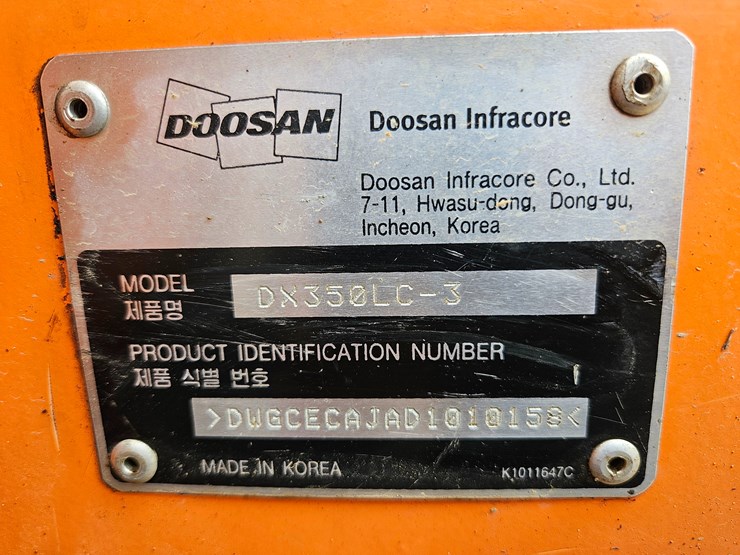 DOOSAN Doosan Infracore
Doosan Infracore Co., Ltd.
7-11, Hwasu-dong, Dong-gu,
Incheon, Korea
MODEL
제품명
DX350LC-3
PRODUCT IDENTIFICATION NUMBER
제품 식별 번호
>DWGCECAJAD1010158<
MADE IN KOREA
K1011647C